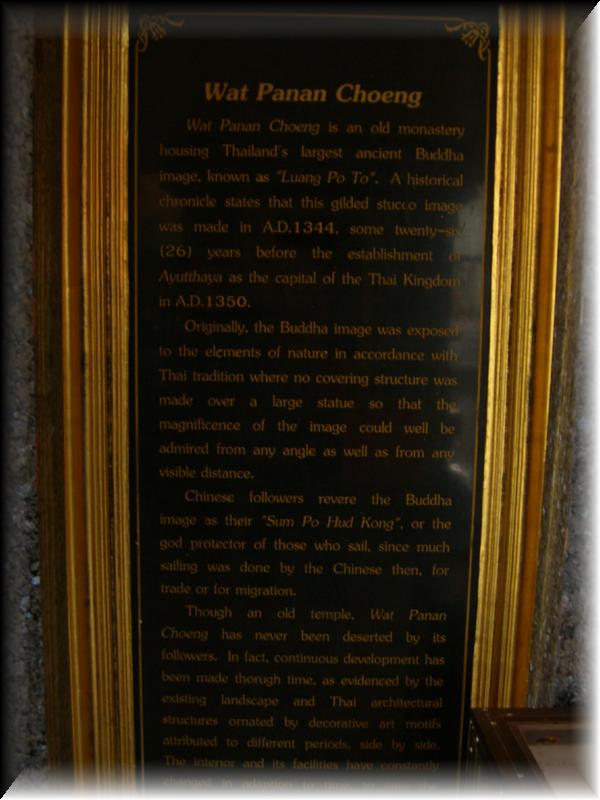 Wat Panan Choeng
Wat Panan Choeng is an old monastery
housing Thailand's largest ancient Buddha
image, known as "Luang Po To". A historical
chronicle states that this gilded stucco image
was made in A.D.1344, some twenty-six
(26) years before the establishment of
Ayutthaya as the capital of the Thai Kingdom
in A.D.1350.
Originally, the Buddha image was exposed
to the elements of nature in accordance with
Thai tradition where no covering structure was
made over a large statue so that the
magnificence of the image could well be
admired from any angle as well as from any
visible distance.
Chinese followers revere the Buddha
image as their "Sum Po Hud Kong", or the
god protector of those who sail, since much
sailing was done by the Chinese then, for
trade or for migration.
Though an old temple, Wat Panan
Choeng has never been deserted by its
followers. In fact, continuous development has
been made thorugh time, as evidenced by the
existing landscape and Thai architectural
structures ornated by decorative art motifs
attributed to different periods, side by side.
The interior and its facilities have constantly
changed in adaption to